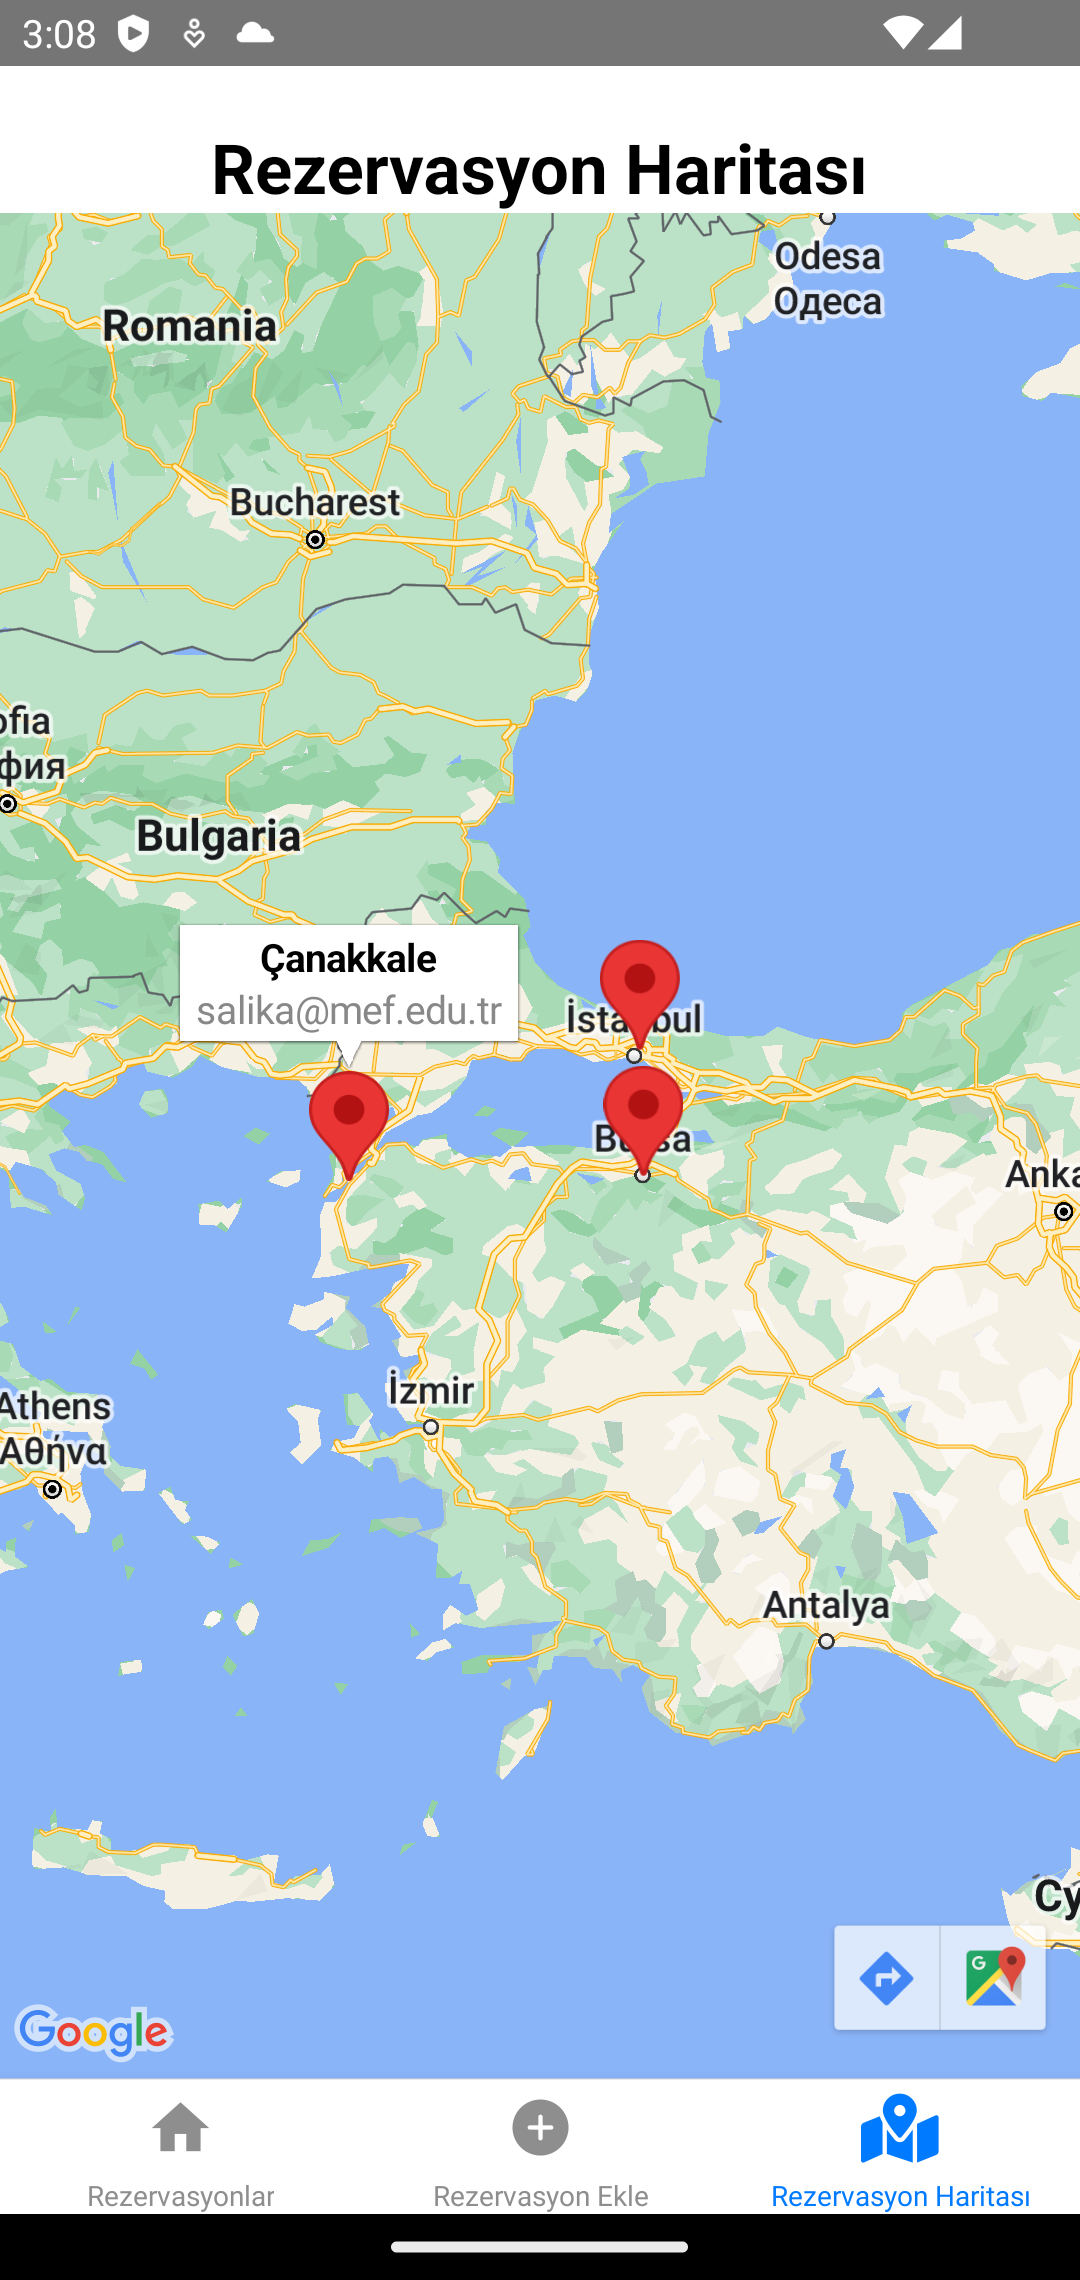 3:08
Rezervasyon Haritası
Odesa
Одеса
Romania
Bucharest
ofia
фия
Bulgaria
Çanakkale
salika@mef.edu.tr
İstanbul
Bursa
Anka
İzmir
Athens
Αθήνα
Antalya
Cy
G
Google
Rezervasyonlar
Rezervasyon Ekle
Rezervasyon Haritası